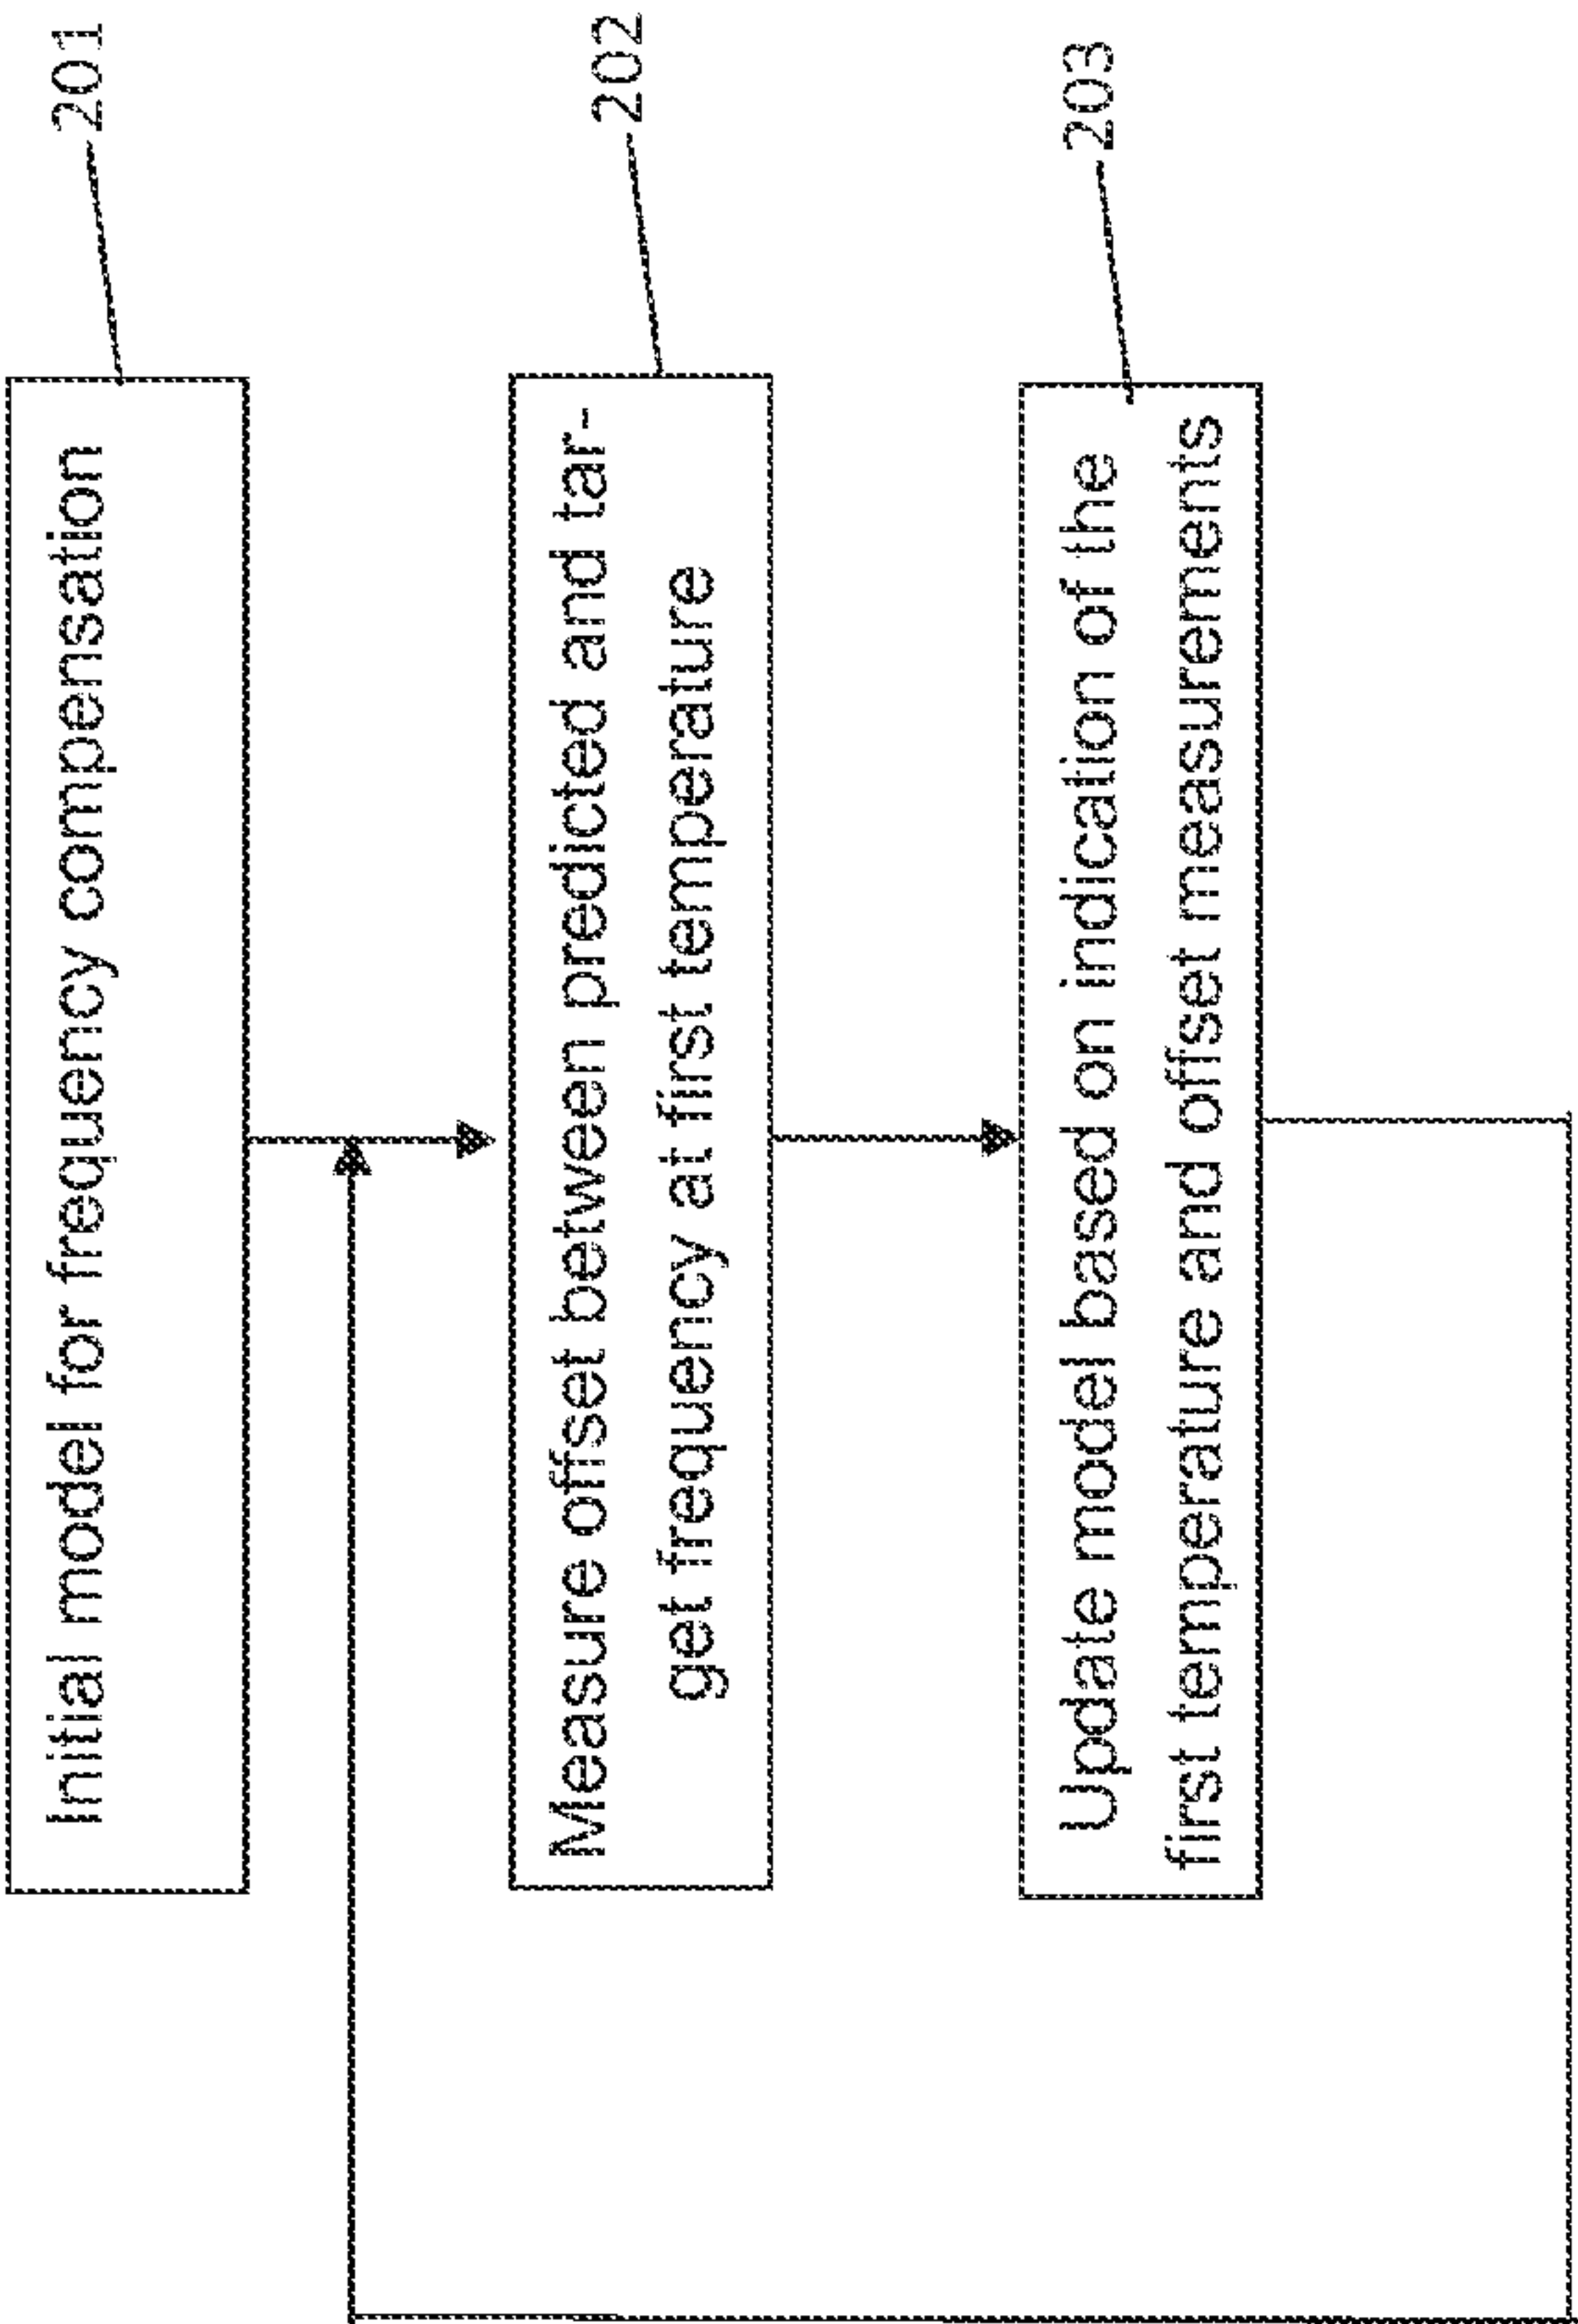 Initial model for frequency compensation
201
Measure offset between predicted and tar-
get frequency at first temperature
202
Update model based on indication of the
first temperature and offset measurements
203